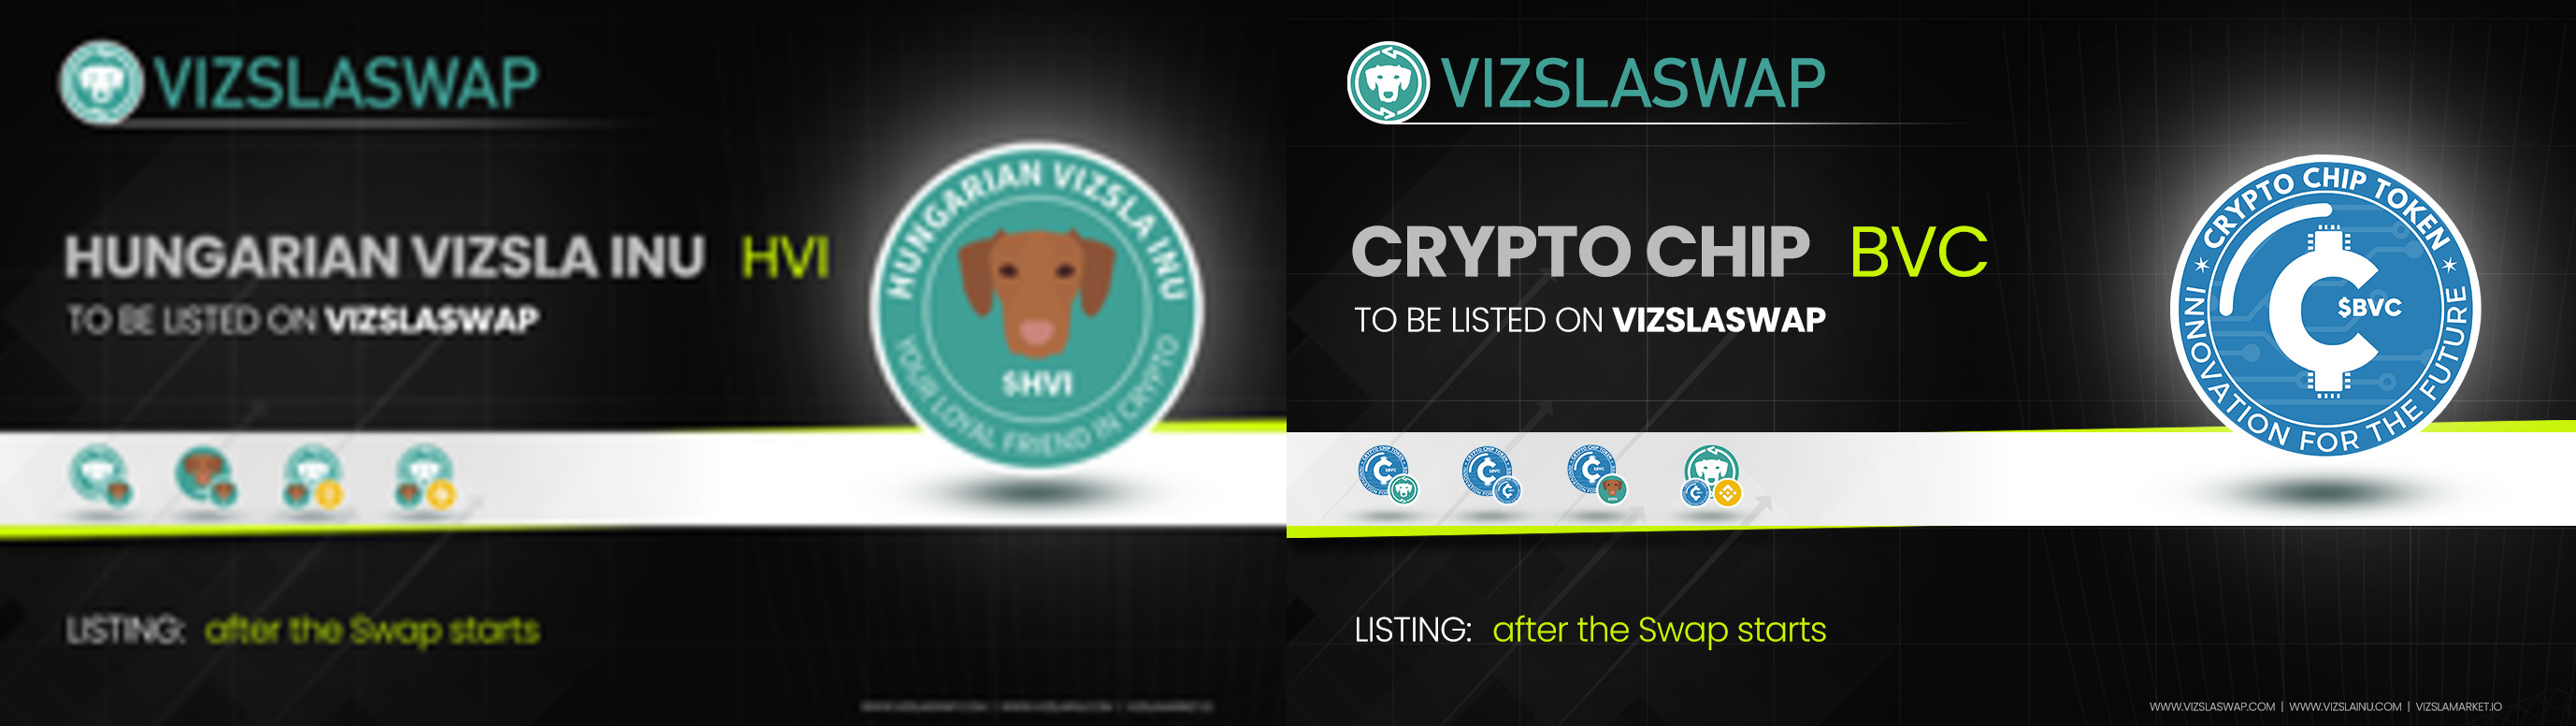 VIZSLASWAP
HUNGARIAN VIZSLA INU HVI
TO BE LISTED ON VIZSLASWAP
HUNGARIAN VIZSLA INU
$HVI
YOUR LOYAL FRIEND IN CRYPTO
LISTING: after the Swap starts
VIZSLASWAP
CRYPTO CHIP BVC
TO BE LISTED ON VIZSLASWAP
CRYPTO CHIP TOKEN
$BVC
INNOVATION FOR THE FUTURE
LISTING: after the Swap starts
WWW.VIZSLASWAP.COM | WWW.VIZSLAINU.COM | VIZSLAMARKET.IO